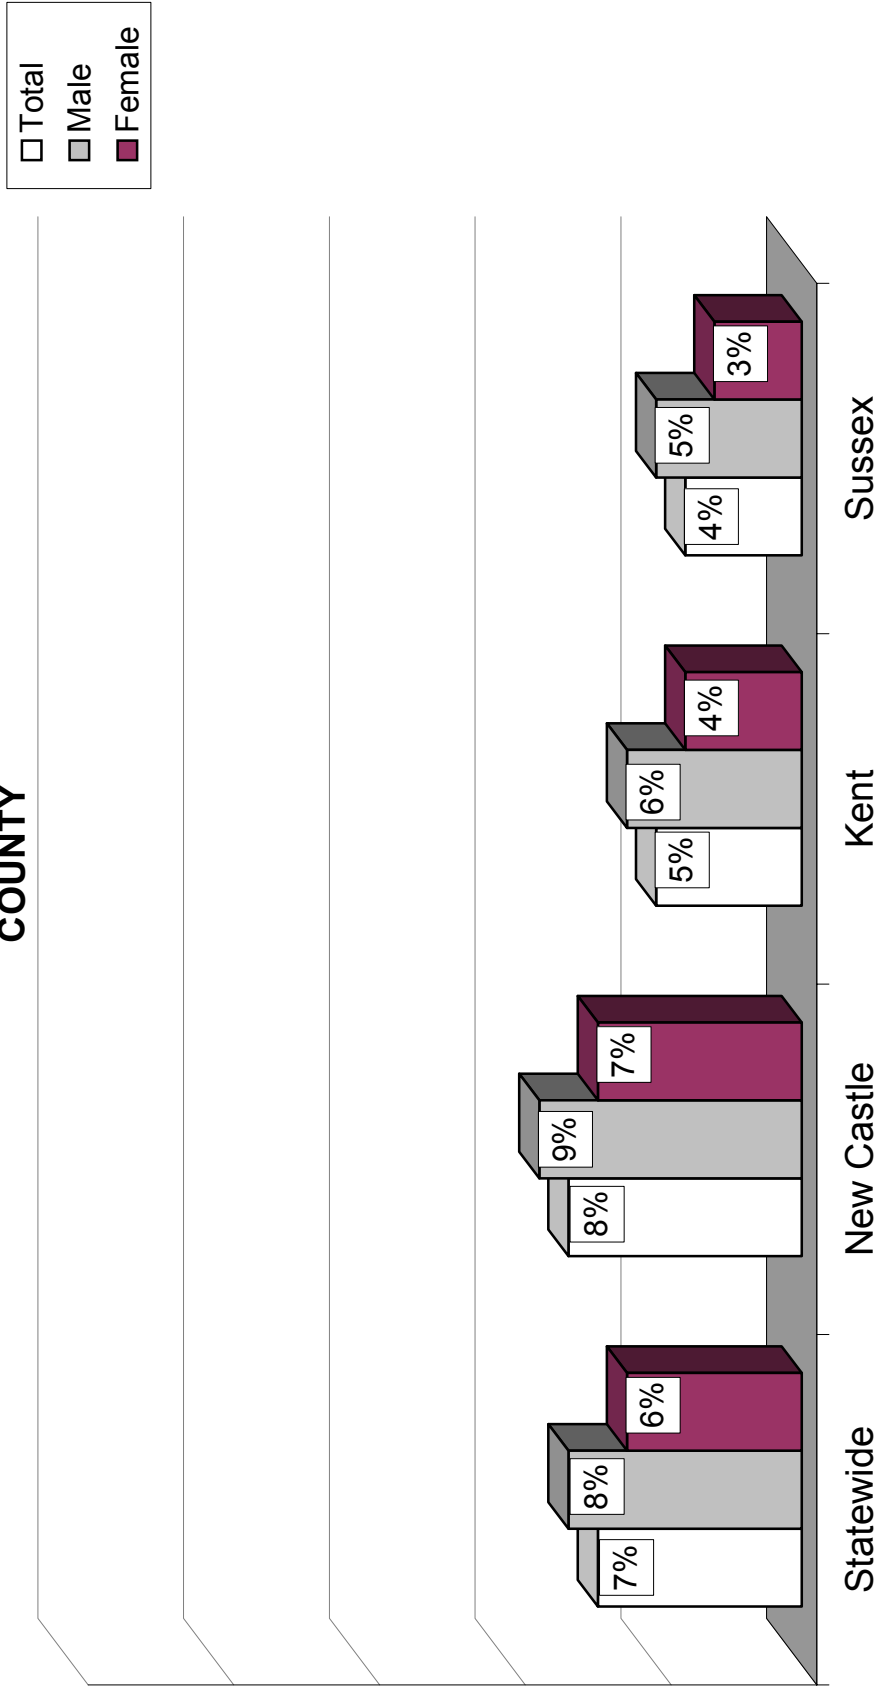 COUNTY
Total
Male
Female
7%
8%
6%
8%
9%
7%
5%
6%
4%
4%
5%
3%
Statewide
New Castle
Kent
Sussex